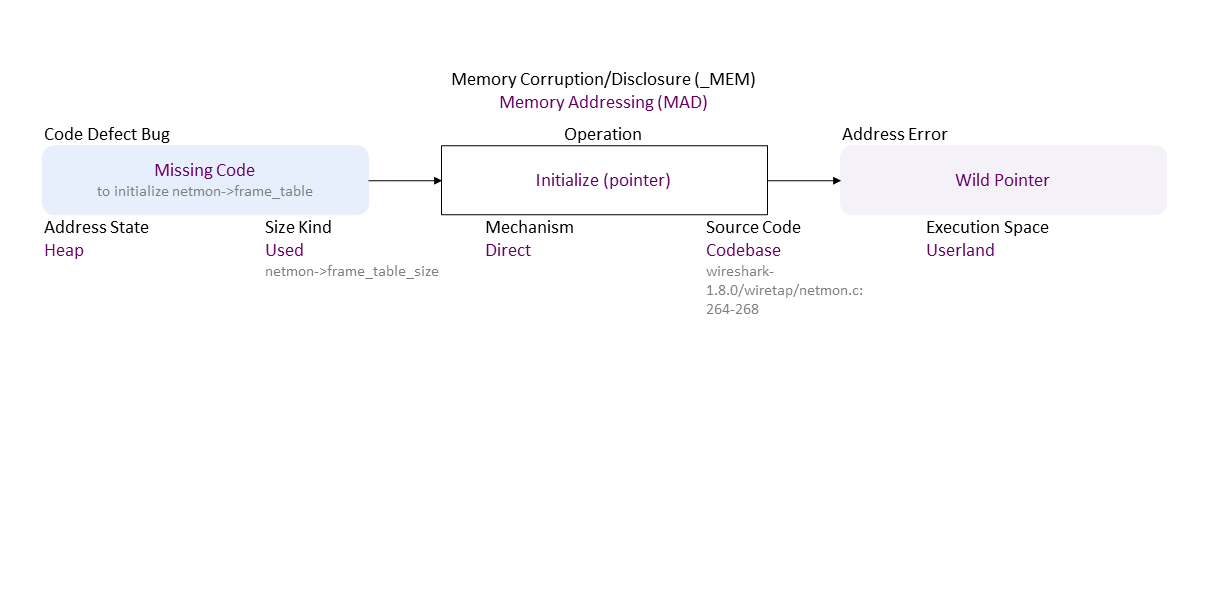 Memory Corruption/Disclosure (_MEM)
Memory Addressing (MAD)
Code Defect Bug
Operation
Address Error
Missing Code
to initialize netmon->frame_table
Initialize (pointer)
Wild Pointer
Address State
Heap
Size Kind
Used
netmon->frame_table_size
Mechanism
Direct
Source Code
Codebase
wireshark-
1.8.0/wiretap/netmon.c:
264-268
Execution Space
Userland